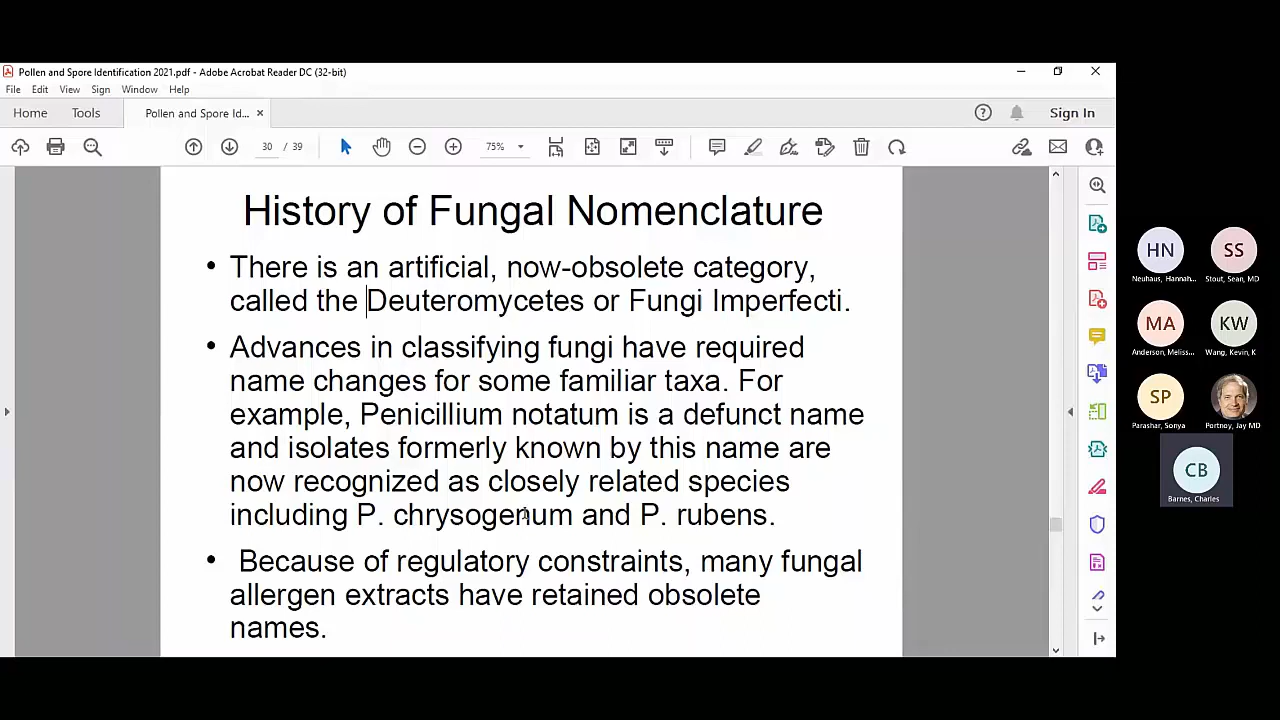 Pollen and Spore Identification 2021.pdf - Adobe Acrobat Reader DC (32-bit)
File Edit View Sign Window Help
Home Tools Pollen and Spore Id... × Sign In
30 / 39 75%
History of Fungal Nomenclature
• There is an artificial, now-obsolete category,
called the Deuteromycetes or Fungi Imperfecti.
• Advances in classifying fungi have required
name changes for some familiar taxa. For
example, Penicillium notatum is a defunct name
and isolates formerly known by this name are
now recognized as closely related species
including P. chrysogenum and P. rubens.
• Because of regulatory constraints, many fungal
allergen extracts have retained obsolete
names.
HN SS
Neuhaus, Hannah... Stout, Sean, MD
MA KW
Anderson, Meliss... Wang, Kevin, K
SP
Parashar, Sonya Portnoy, Jay MD
CB
Barnes, Charles